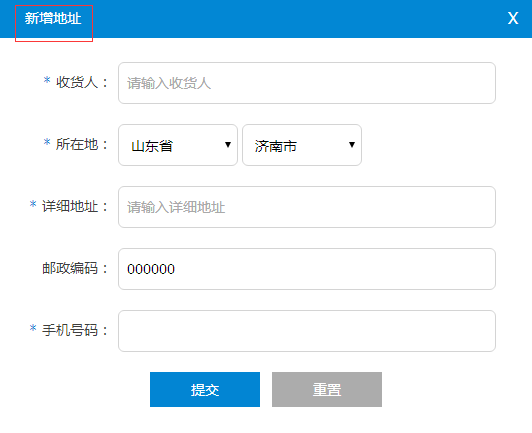 新增地址 X
* 收货人： 请输入收货人
* 所在地： 山东省 济南市
* 详细地址： 请输入详细地址
邮政编码： 000000
* 手机号码：
提交 重置